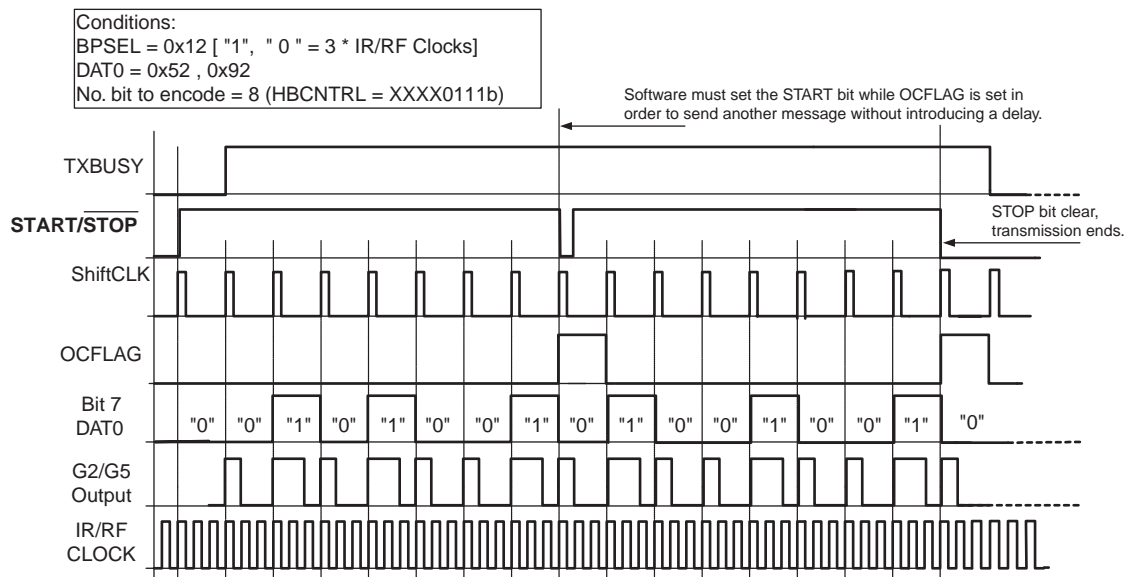 Conditions:
BPSEL = 0x12 [ "1", " 0 " = 3 * IR/RF Clocks]
DAT0 = 0x52 , 0x92
No. bit to encode = 8 (HBCNTRL = XXXX0111b)
Software must set the START bit while OCFLAG is set in
order to send another message without introducing a delay.
TXBUSY
START/STOP
STOP bit clear,
transmission ends.
ShiftCLK
OCFLAG
Bit 7
DAT0
"0" "0" "1" "0" "1" "0" "0" "1" "0" "1" "0" "0" "1" "0" "0" "1" "0"
G2/G5
Output
IR/RF
CLOCK